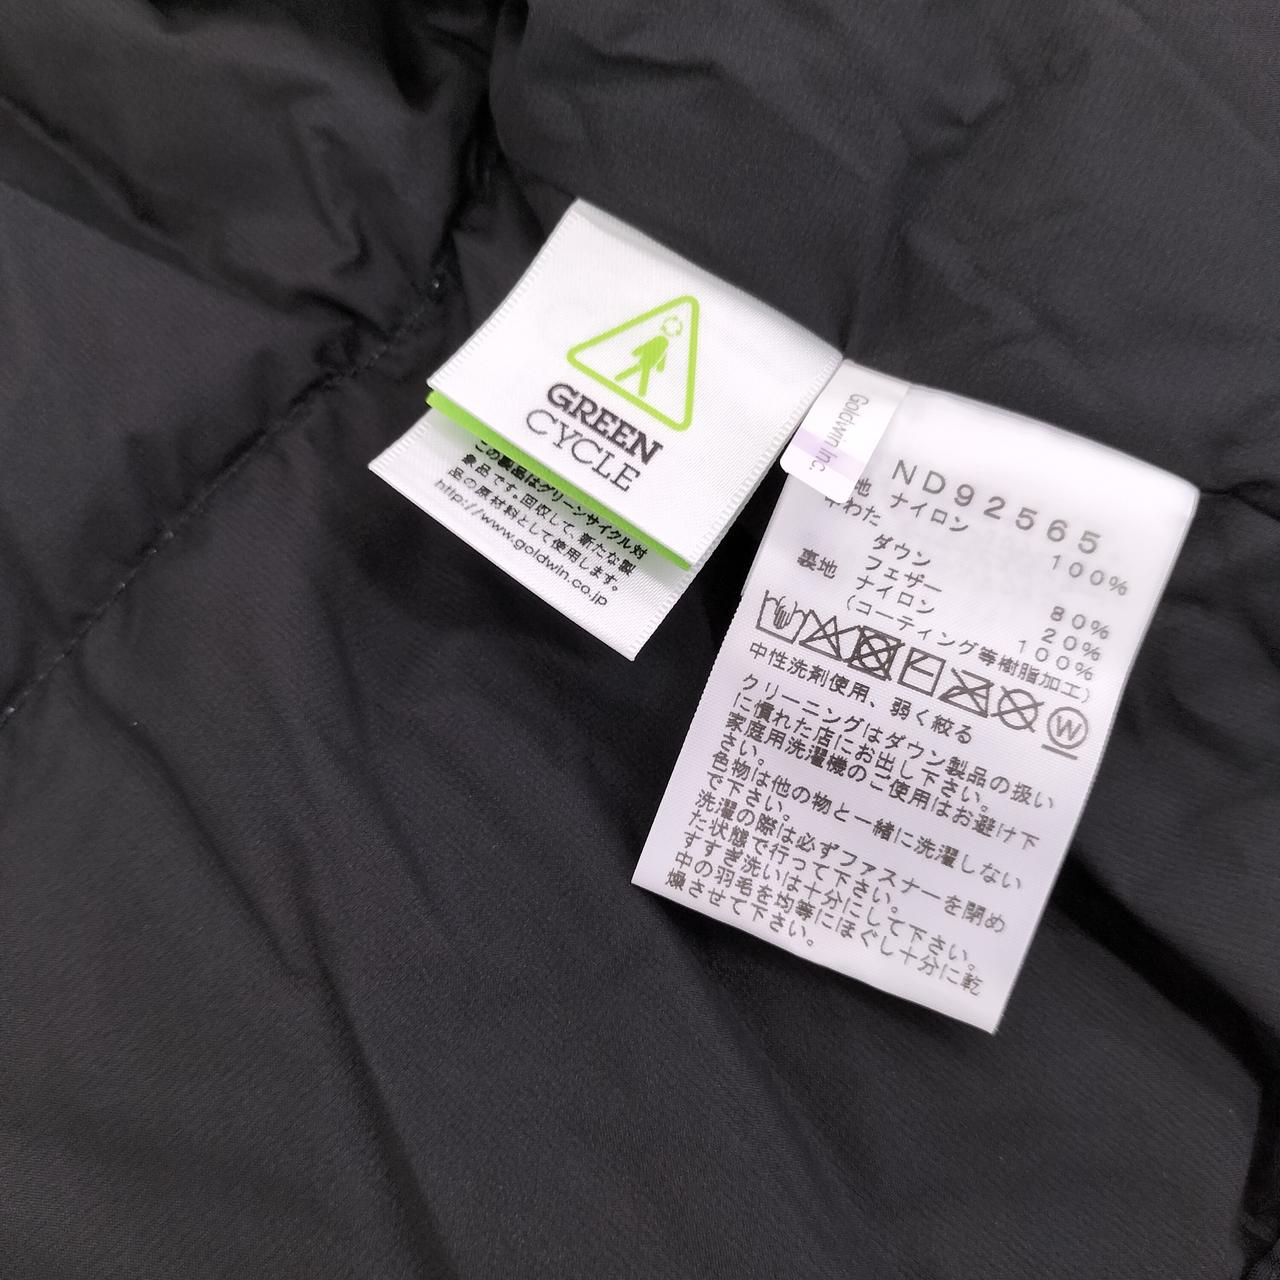 GREEN
CYCLE
この製品はグリーンサイクル対
象品です。回収して、新たな製
品の原材料として使用します。
http://www.goldwin.co.jp
Goldwin Inc.
ND92565
地 ナイロン 100%
中わた
ダウン 80%
フェザー 20%
裏地 ナイロン 100%
(コーティング等樹脂加工)
W
中性洗剤使用、弱く絞る
クリーニングはダウン製品の扱い
に慣れた店にお出し下さい。
家庭用洗濯機のご使用はお避け下
さい。
色物は他の物と一緒に洗濯しない
で下さい。
洗濯の際は必ずファスナーを閉め
た状態で行って下さい。
すすぎ洗いは十分にして下さい。
中の羽毛を均等にほぐし十分に乾
燥させて下さい。